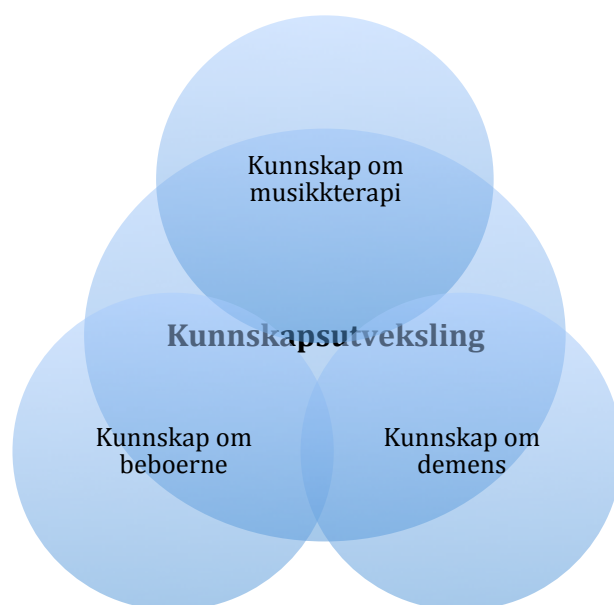 Kunnskap om
musikkterapi
Kunnskapsutveksling
Kunnskap om
beboerne
Kunnskap om
demens